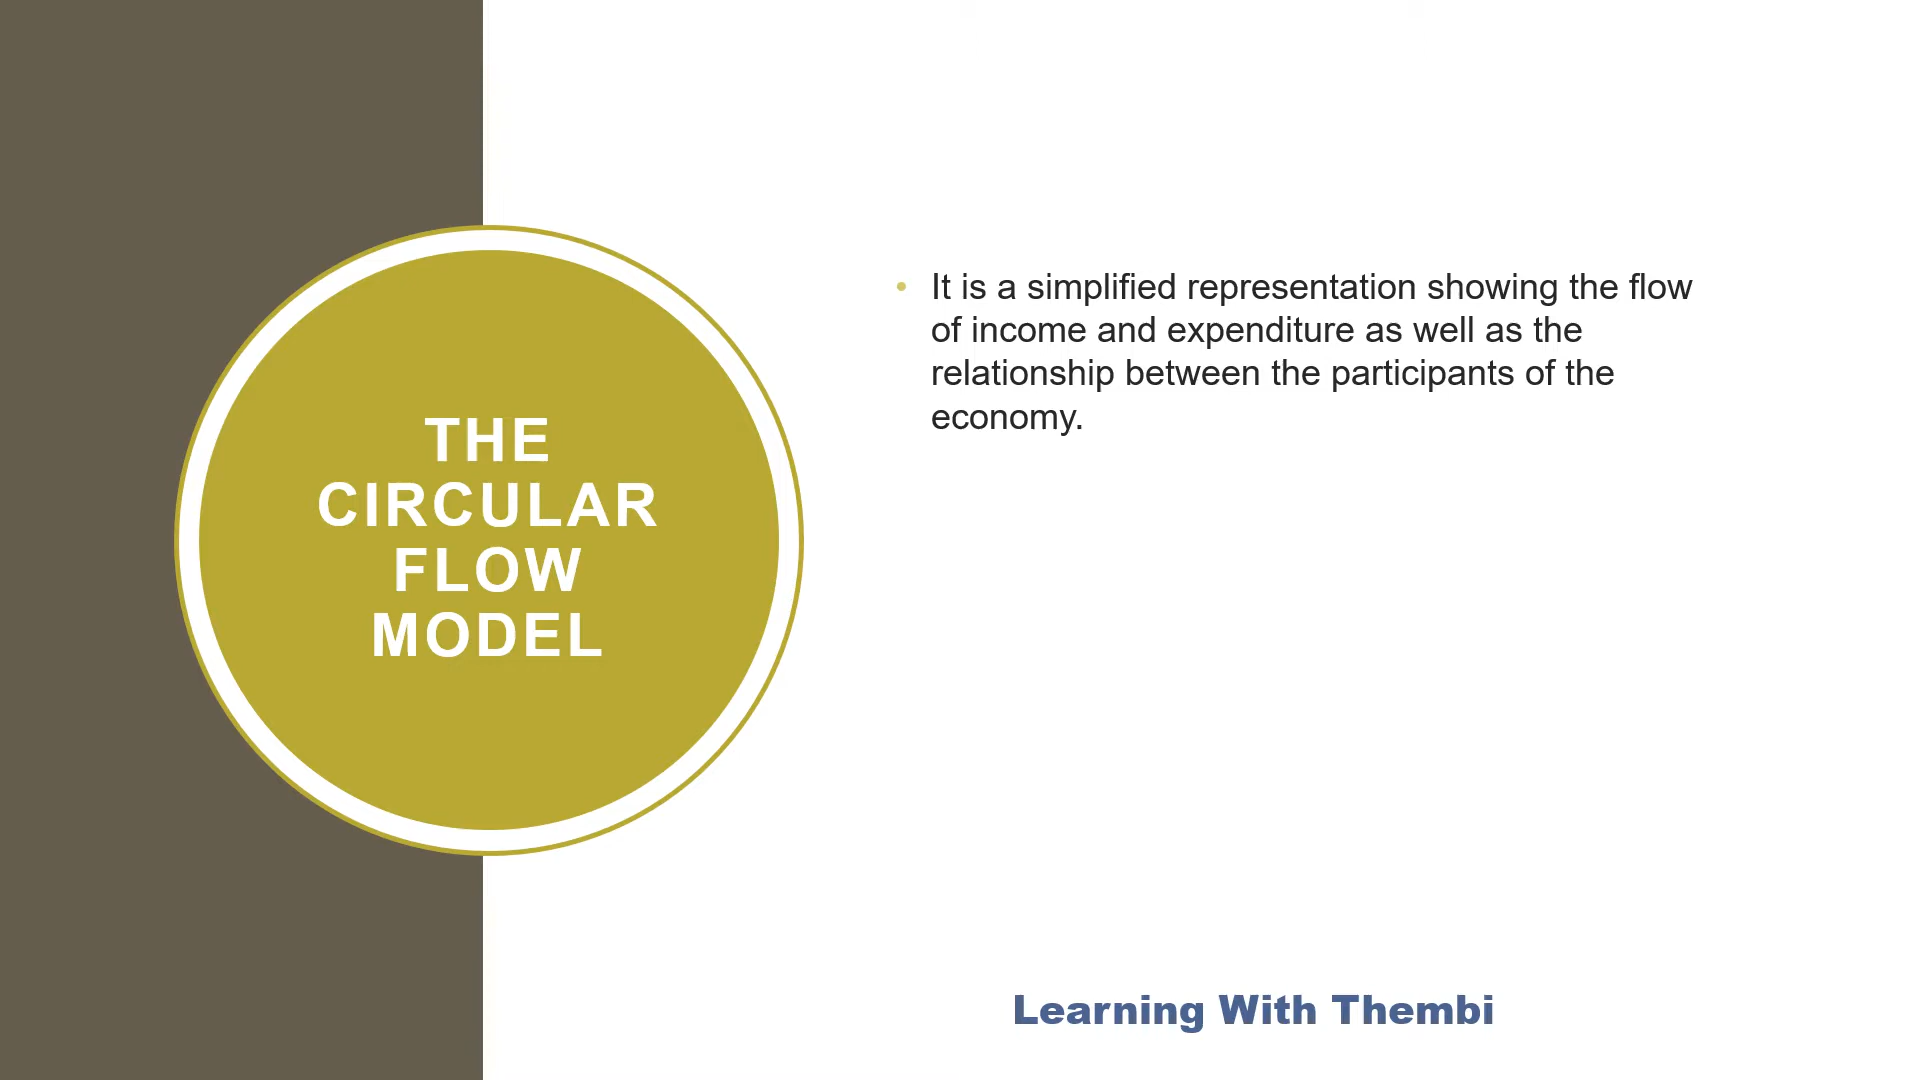 THE
CIRCULAR
FLOW
MODEL
• It is a simplified representation showing the flow
of income and expenditure as well as the
relationship between the participants of the
economy.
Learning With Thembi